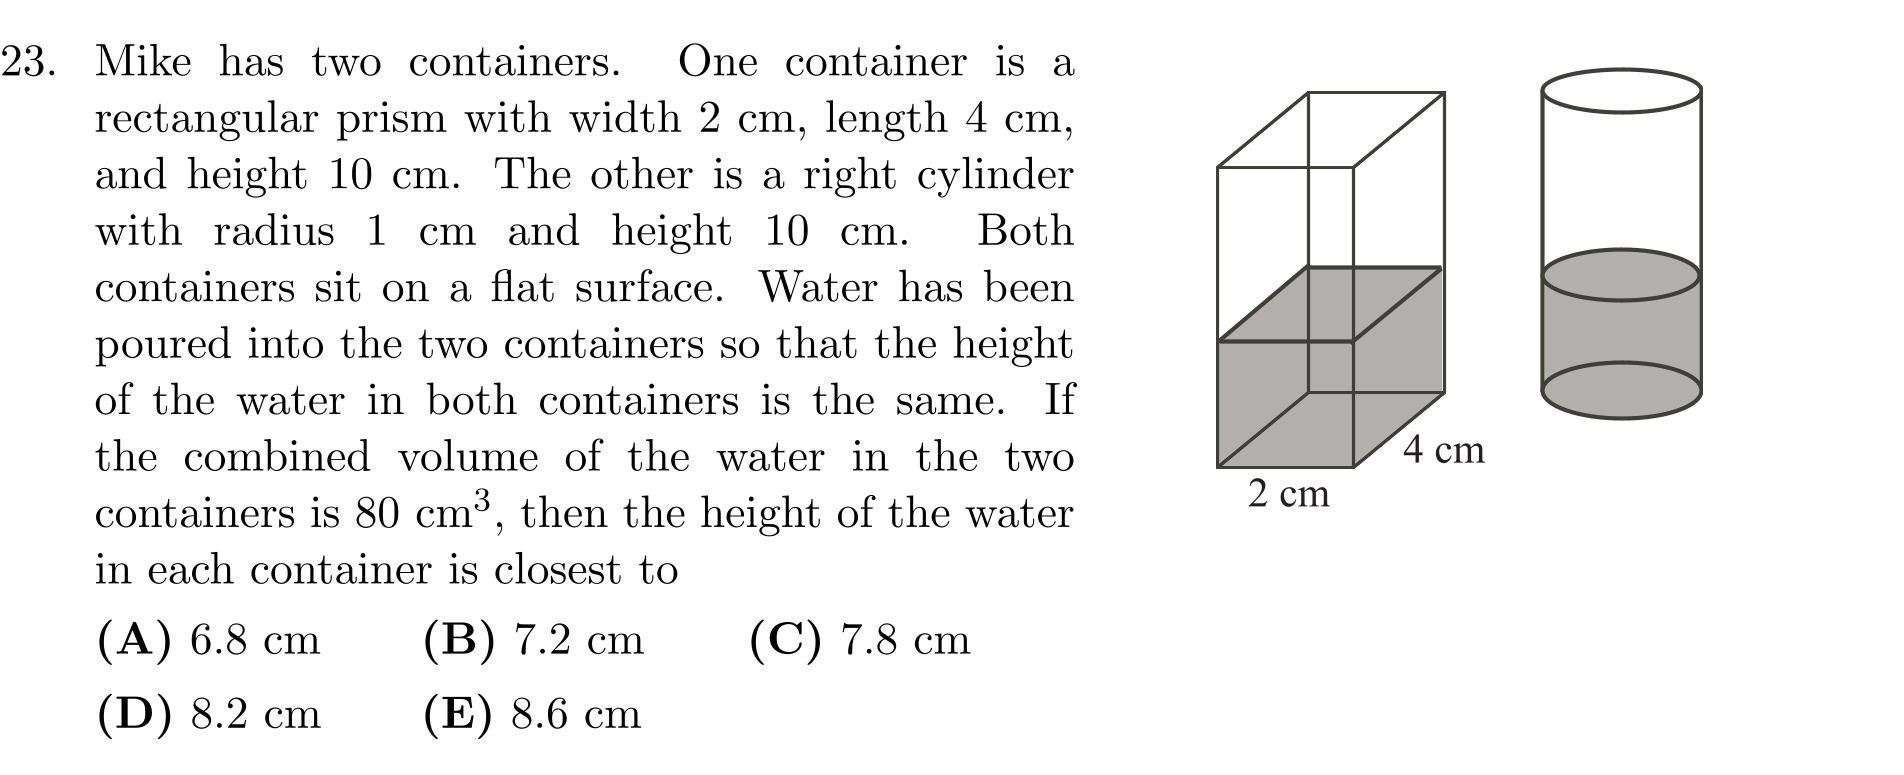 23. Mike has two containers. One container is a
rectangular prism with width 2 cm, length 4 cm,
and height 10 cm. The other is a right cylinder
with radius 1 cm and height 10 cm. Both
containers sit on a flat surface. Water has been
poured into the two containers so that the height
of the water in both containers is the same. If
the combined volume of the water in the two
containers is 80 cm³, then the height of the water
in each container is closest to
(A) 6.8 cm (B) 7.2 cm (C) 7.8 cm
(D) 8.2 cm (E) 8.6 cm
4 cm
2 cm